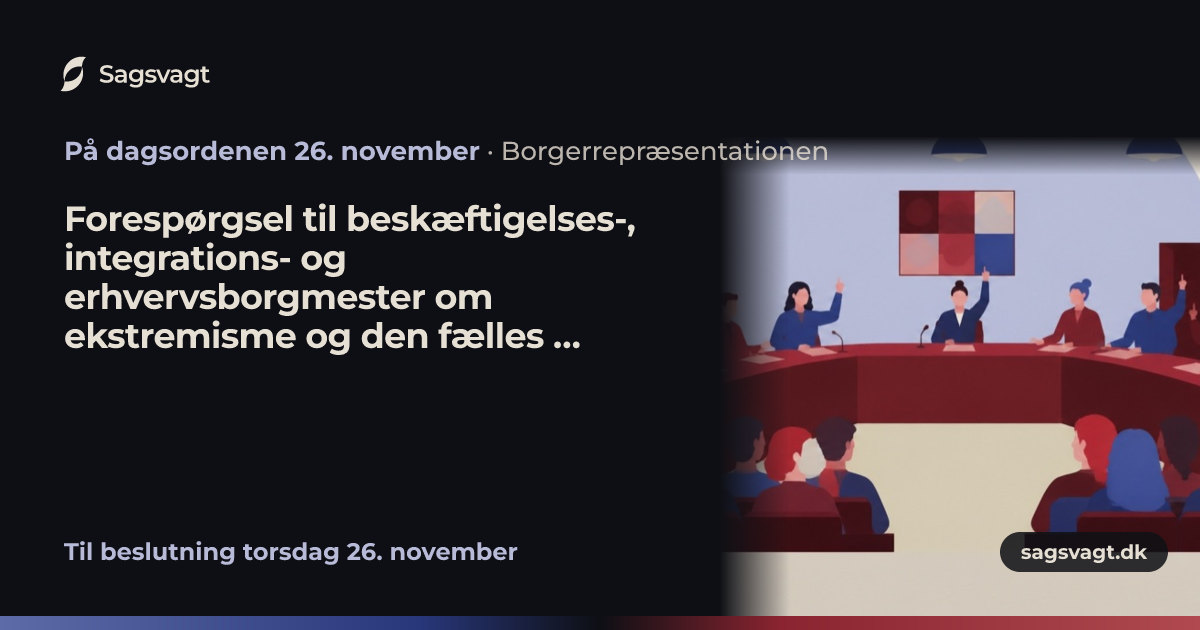 Sagsvagt
På dagsordenen 26. november · Borgerrepræsentationen
Forespørgsel til beskæftigelses-,
integrations- og
erhvervsborgmester om
ekstremisme og den fælles ...
Til beslutning torsdag 26. november
sagsvagt.dk